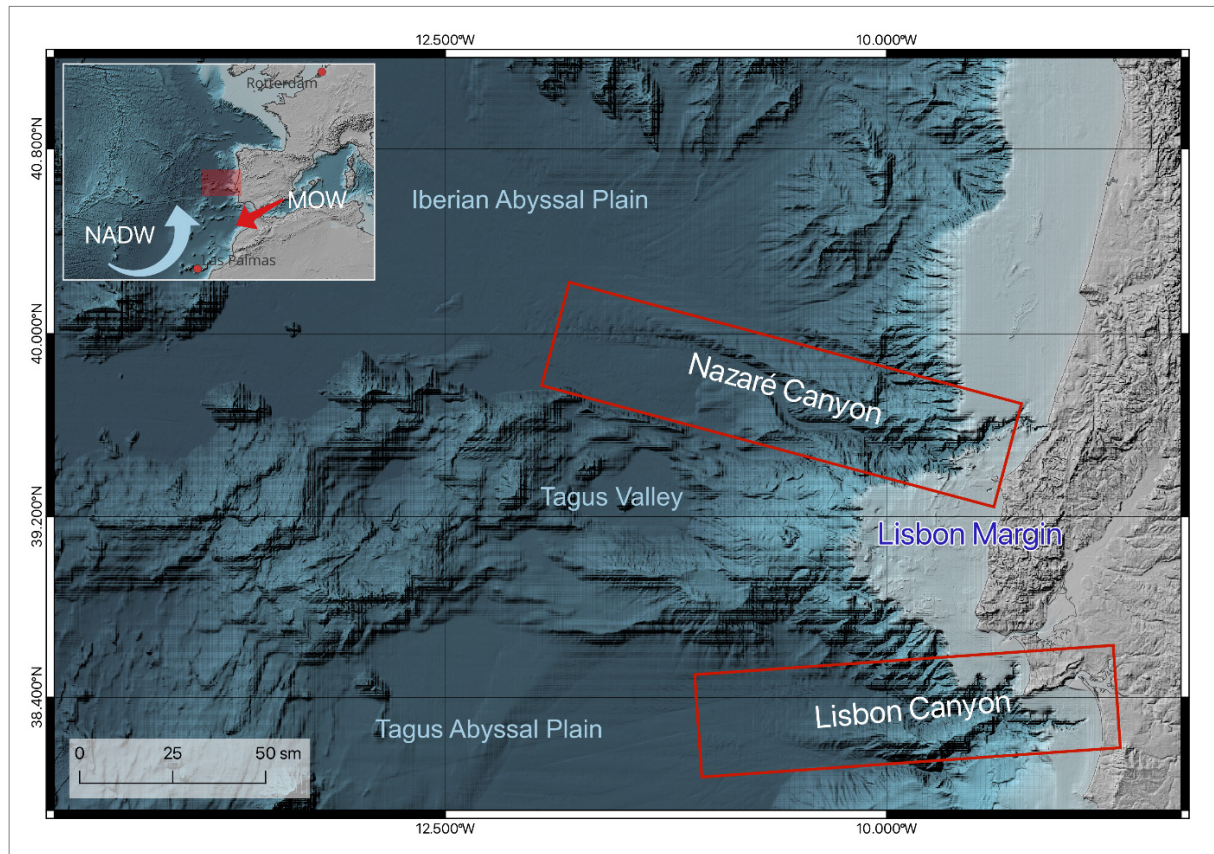 12.500°W 10.000°W
Rotterdam
MOW
NADW
Las Palmas
40.800°N
Iberian Abyssal Plain
40.000°N
Nazaré Canyon
39.200°N
Tagus Valley
Lisbon Margin
38.400°N
Lisbon Canyon
Tagus Abyssal Plain
0 25 50 sm
12.500°W 10.000°W